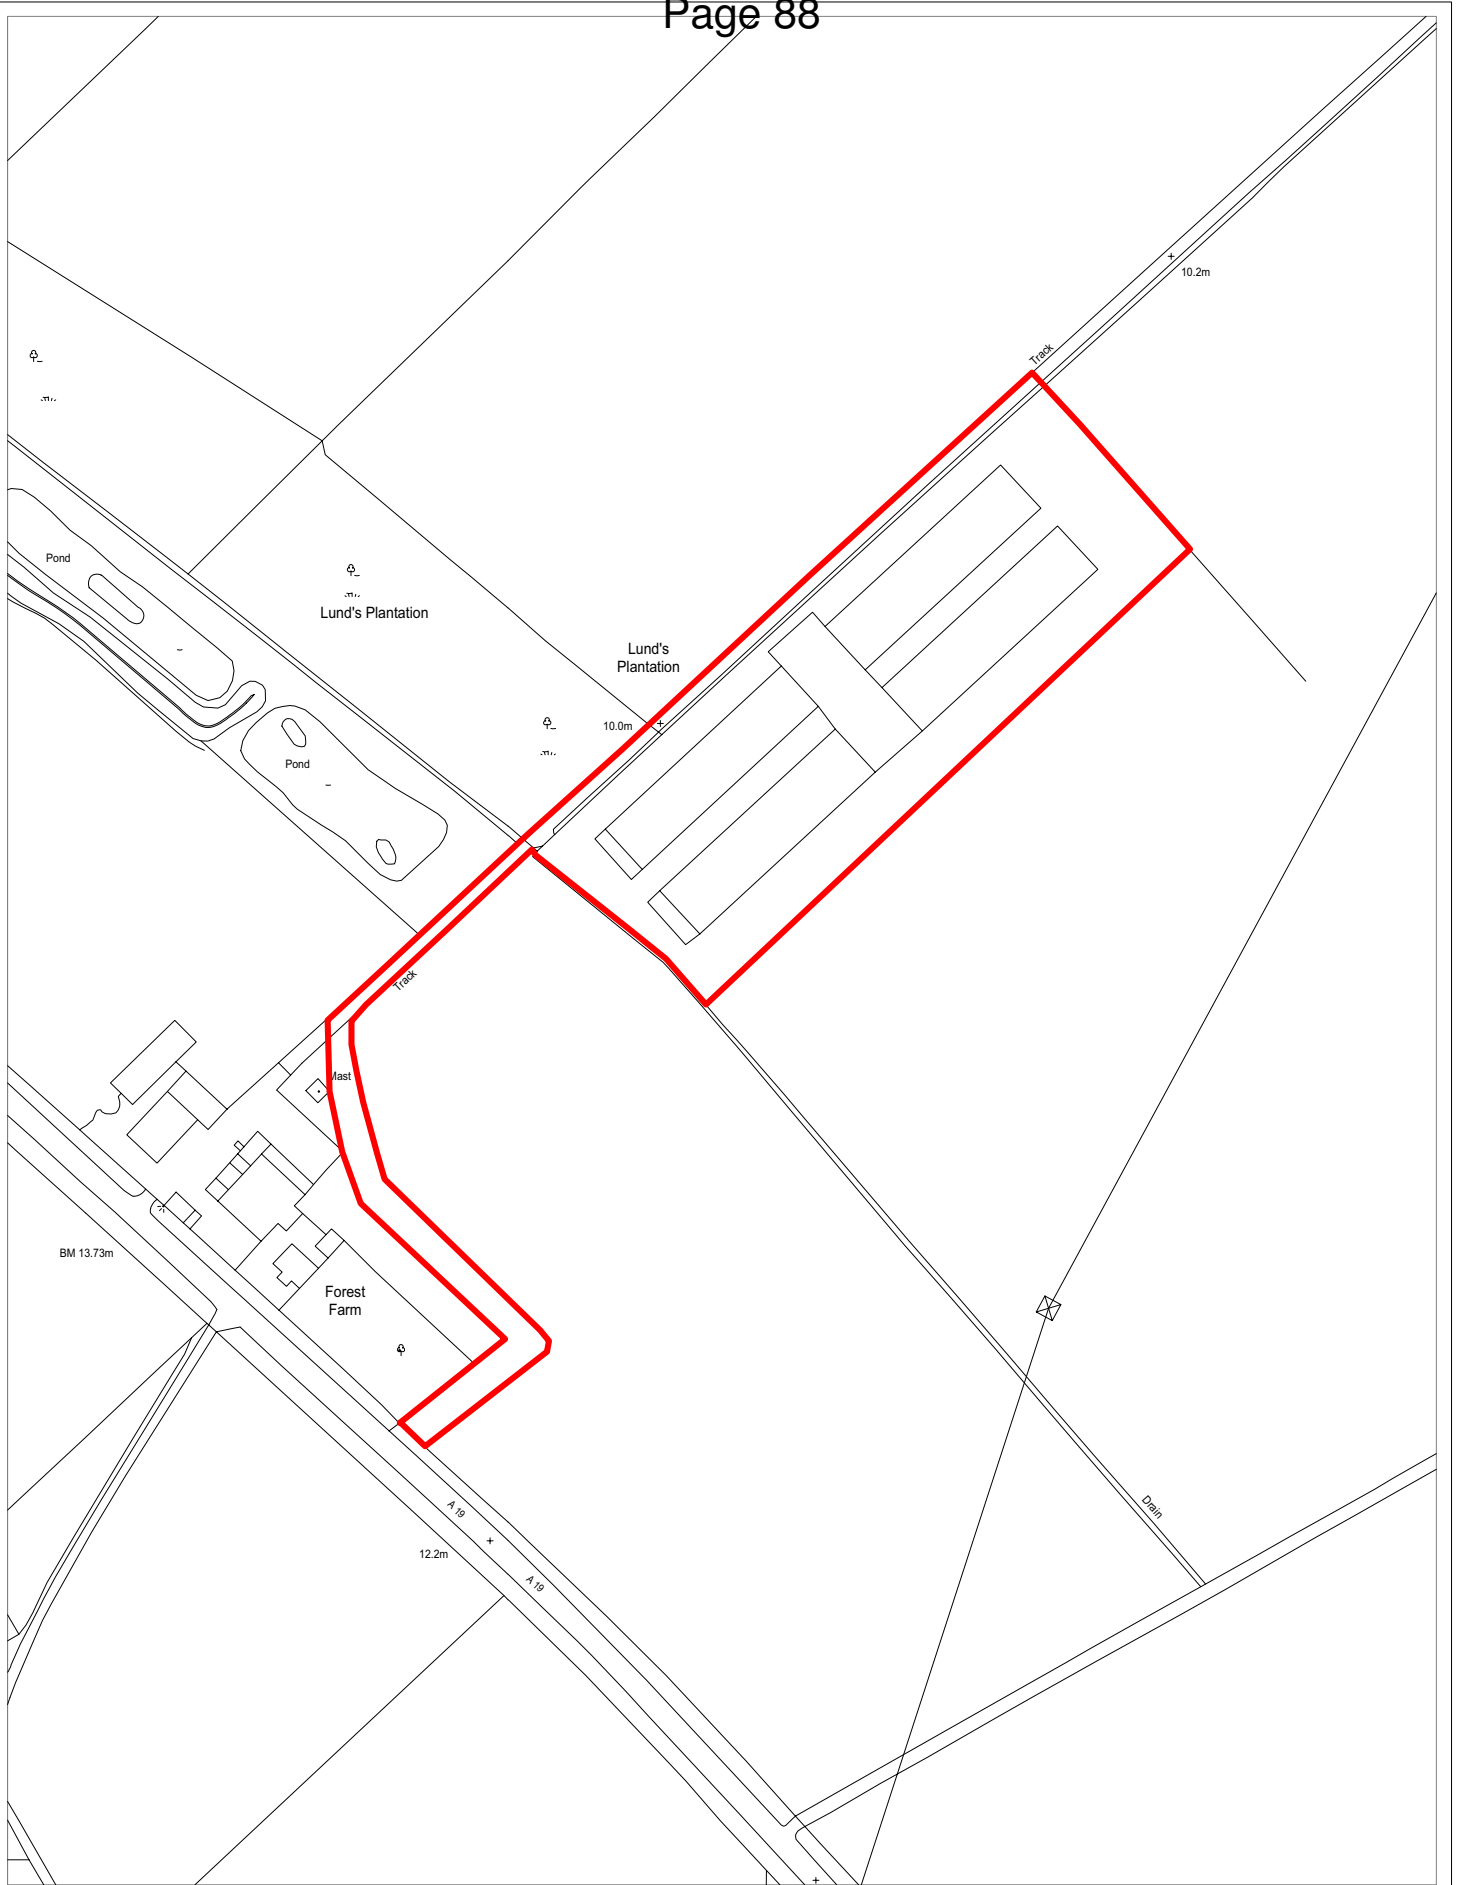 Page 88
10.2m
Track
Pond
Lund's Plantation
Lund's
Plantation
10.0m
Pond
Track
Mast
BM 13.73m
Forest
Farm
A 19
12.2m
A 19
Drain